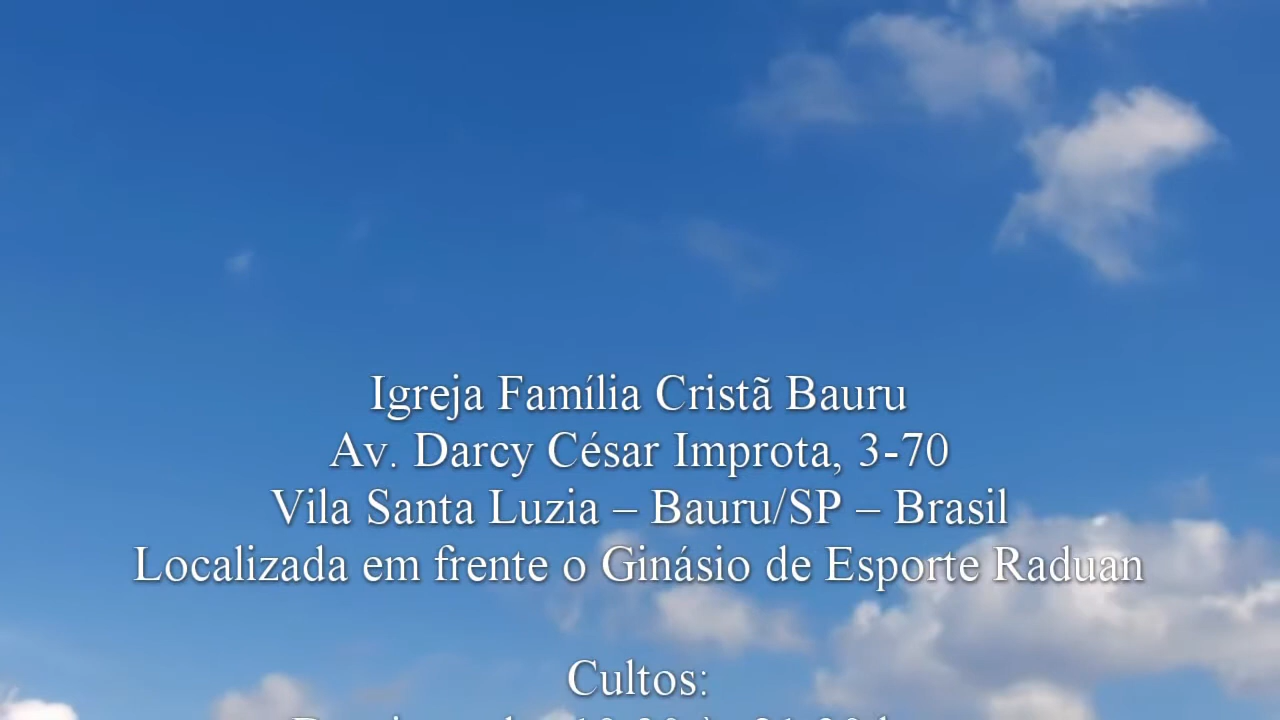 Igreja Família Cristã Bauru
Av. Darcy César Improta, 3-70
Vila Santa Luzia – Bauru/SP – Brasil
Localizada em frente o Ginásio de Esporte Raduan
Cultos: